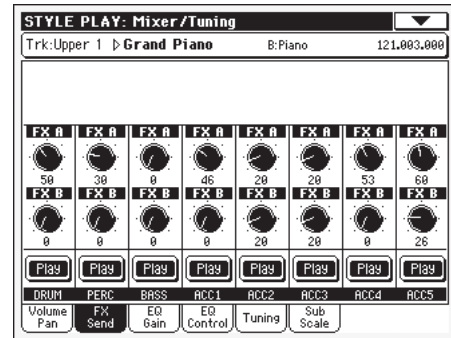 STYLE PLAY: Mixer/Tuning
Trk:Upper 1 ▷Grand Piano B:Piano 121.003.000
FX A FX A FX A FX A FX A FX A FX A FX A
50 30 0 46 20 20 53 60
FX B FX B FX B FX B FX B FX B FX B FX B
0 0 0 0 20 20 0 26
Play Play Play Play Play Play Play Play
DRUM PERC BASS ACC1 ACC2 ACC3 ACC4 ACC5
Volume Pan FX Send EQ Gain EQ Control Tuning Sub Scale